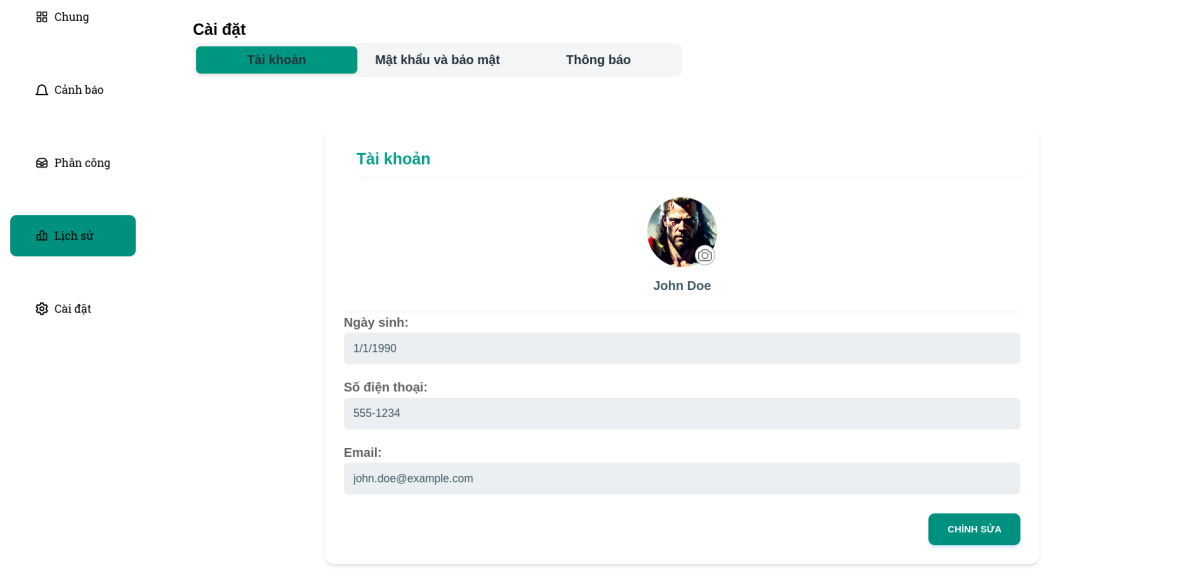 Chung
Cảnh báo
Phân công
Lịch sử
Cài đặt
Cài đặt
Tài khoản
Mật khẩu và bảo mật
Thông báo
Tài khoản
John Doe
Ngày sinh:
1/1/1990
Số điện thoại:
555-1234
Email:
john.doe@example.com
CHỈNH SỬA